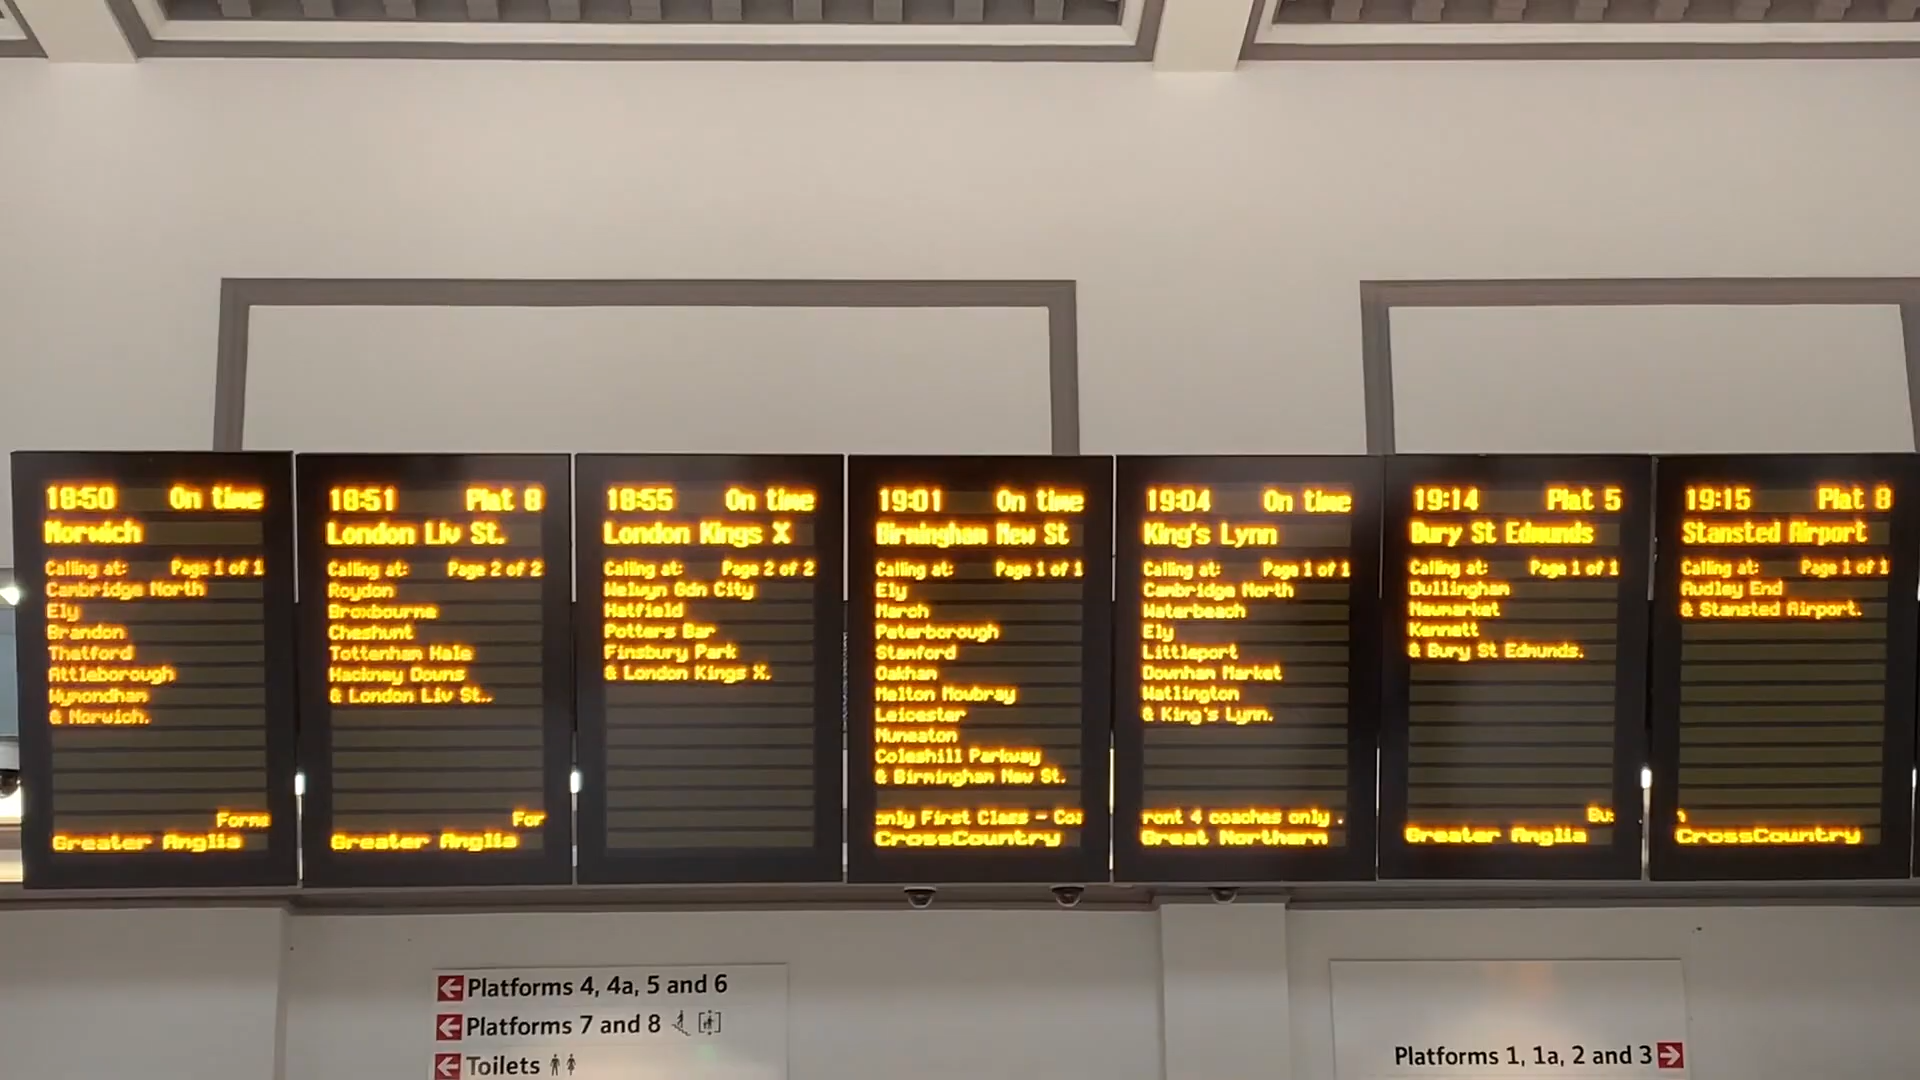 18:50 On time
Norwich
Calling at: Page 1 of 1
Cambridge North
Ely
Brandon
Thetford
Attleborough
Wymondham
& Norwich.
Forme
Greater Anglia
18:51 Plat 8
London Liv St.
Calling at: Page 2 of 2
Roydon
Broxbourne
Cheshunt
Tottenham Hale
Hackney Downs
& London Liv St..
For
Greater Anglia
18:55 On time
London Kings X
Calling at: Page 2 of 2
Welwyn Gdn City
Hatfield
Potters Bar
Finsbury Park
& London Kings X.
19:01 On time
Birmingham New St
Calling at: Page 1 of 1
Ely
March
Peterborough
Stamford
Oakham
Melton Mowbray
Leicester
Nuneaton
Coleshill Parkway
& Birmingham New St.
only First Class - Coa
CrossCountry
19:04 On time
King's Lynn
Calling at: Page 1 of 1
Cambridge North
Waterbeach
Ely
Littleport
Downham Market
Watlington
& King's Lynn.
ront 4 coaches only .
Great Northern
19:14 Plat 5
Bury St Edmunds
Calling at: Page 1 of 1
Dullingham
Newmarket
Kennett
& Bury St Edmunds.
Greater Anglia
19:15 Plat 8
Stansted Airport
Calling at: Page 1 of 1
Audley End
& Stansted Airport.
CrossCountry
Platforms 4, 4a, 5 and 6
Platforms 7 and 8
Toilets
Platforms 1, 1a, 2 and 3